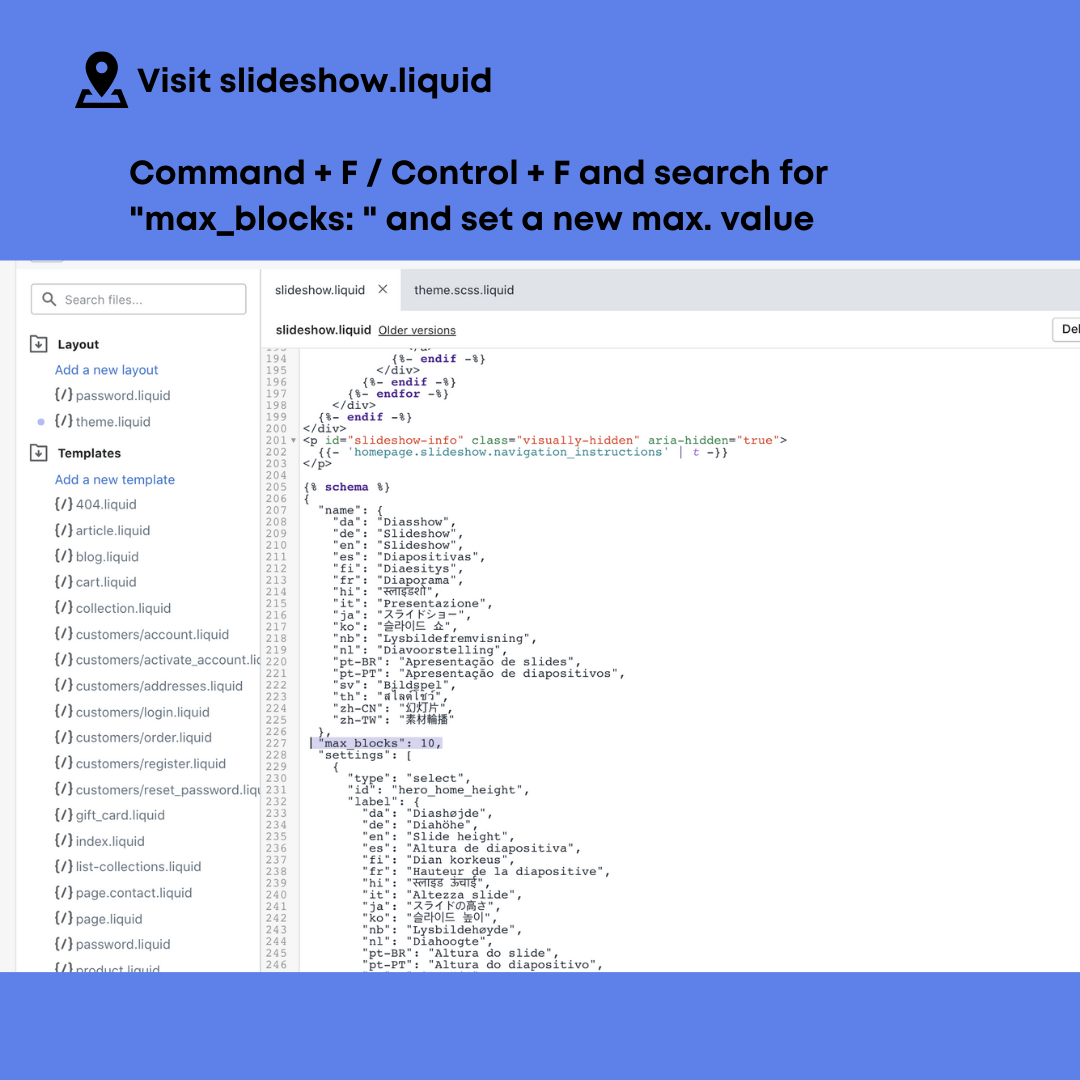 Visit slideshow.liquid
Command + F / Control + F and search for
"max_blocks: " and set a new max. value
Search files...
Layout
Add a new layout
{/} password.liquid
{/} theme.liquid
Templates
Add a new template
{/} 404.liquid
{/} article.liquid
{/} blog.liquid
{/} cart.liquid
{/} collection.liquid
{/} customers/account.liquid
{/} customers/activate_account.lic
{/} customers/addresses.liquid
{/} customers/login.liquid
{/} customers/order.liquid
{/} customers/register.liquid
{/} customers/reset_password.liqu
{/} gift_card.liquid
{/} index.liquid
{/} list-collections.liquid
{/} page.contact.liquid
{/} page.liquid
{/} password.liquid
{/} product.liquid
slideshow.liquid × theme.scss.liquid
slideshow.liquid Older versions
Del
194 {%- endif -%}
195 </div>
196 {%- endif -%}
197 {%- endfor -%}
198 </div>
199 {%- endif -%}
200 </div>
201 <p id="slideshow-info" class="visually-hidden" aria-hidden="true">
202 {{- 'homepage.slideshow.navigation_instructions' | t -}}
203 </p>
204
205 {% schema %}
206 {
207 "name": {
208 "da": "Diasshow",
209 "de": "Slideshow",
210 "en": "Slideshow",
211 "es": "Diapositivas",
212 "fi": "Diaesitys",
213 "fr": "Diaporama",
214 "hi": "स्लाइडशो",
215 "it": "Presentazione",
216 "ja": "スライドショー",
217 "ko": "슬라이드 쇼",
218 "nb": "Lysbildefremvisning",
219 "nl": "Diavoorstelling",
220 "pt-BR": "Apresentação de slides",
221 "pt-PT": "Apresentação de diapositivos",
222 "sv": "Bildspel",
223 "th": "สไลด์โชว์",
224 "zh-CN": "幻灯片",
225 "zh-TW": "素材輪播"
226 },
227 "max_blocks": 10,
228 "settings": [
229 {
230 "type": "select",
231 "id": "hero_home_height",
232 "label": {
233 "da": "Diashøjde",
234 "de": "Diahöhe",
235 "en": "Slide height",
236 "es": "Altura de diapositiva",
237 "fi": "Dian korkeus",
238 "fr": "Hauteur de la diapositive",
239 "hi": "स्लाइड ऊंचाई",
240 "it": "Altezza slide",
241 "ja": "スライドの高さ",
242 "ko": "슬라이드 높이",
243 "nb": "Lysbildehøyde",
244 "nl": "Diahoogte",
245 "pt-BR": "Altura do slide",
246 "pt-PT": "Altura do diapositivo",